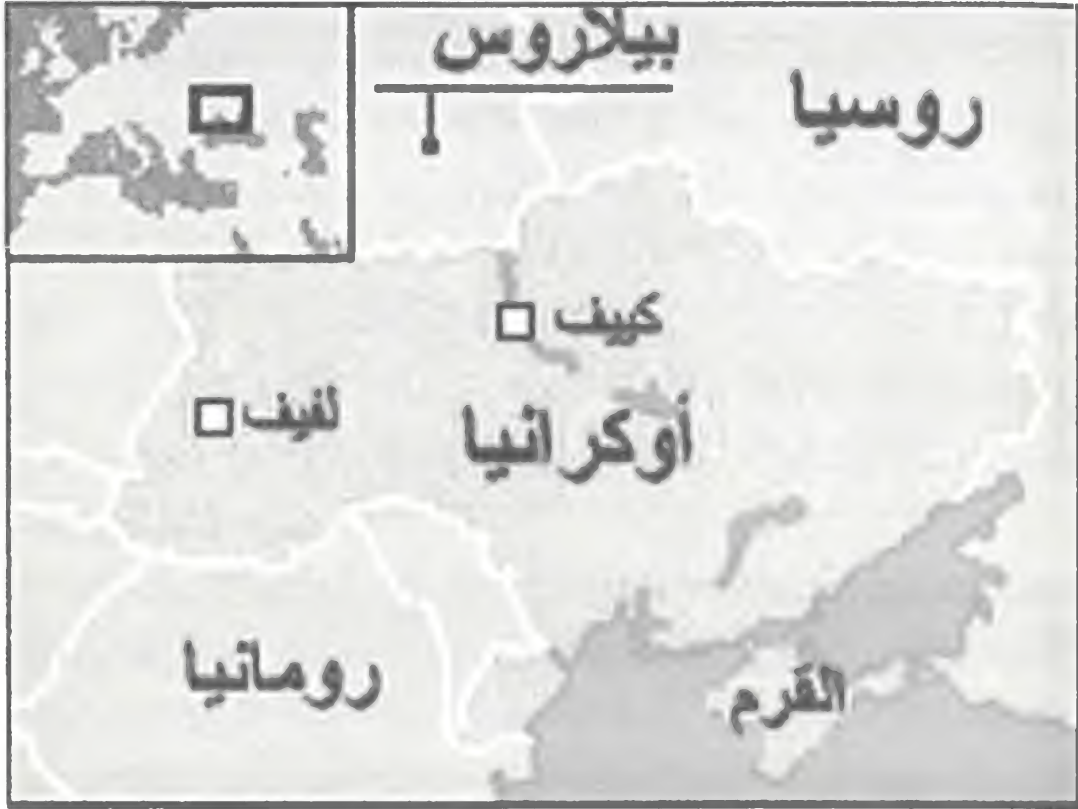 بيلاروس
روسيا
كييف
لفيف
أوكرانيا
رومانيا
القرم